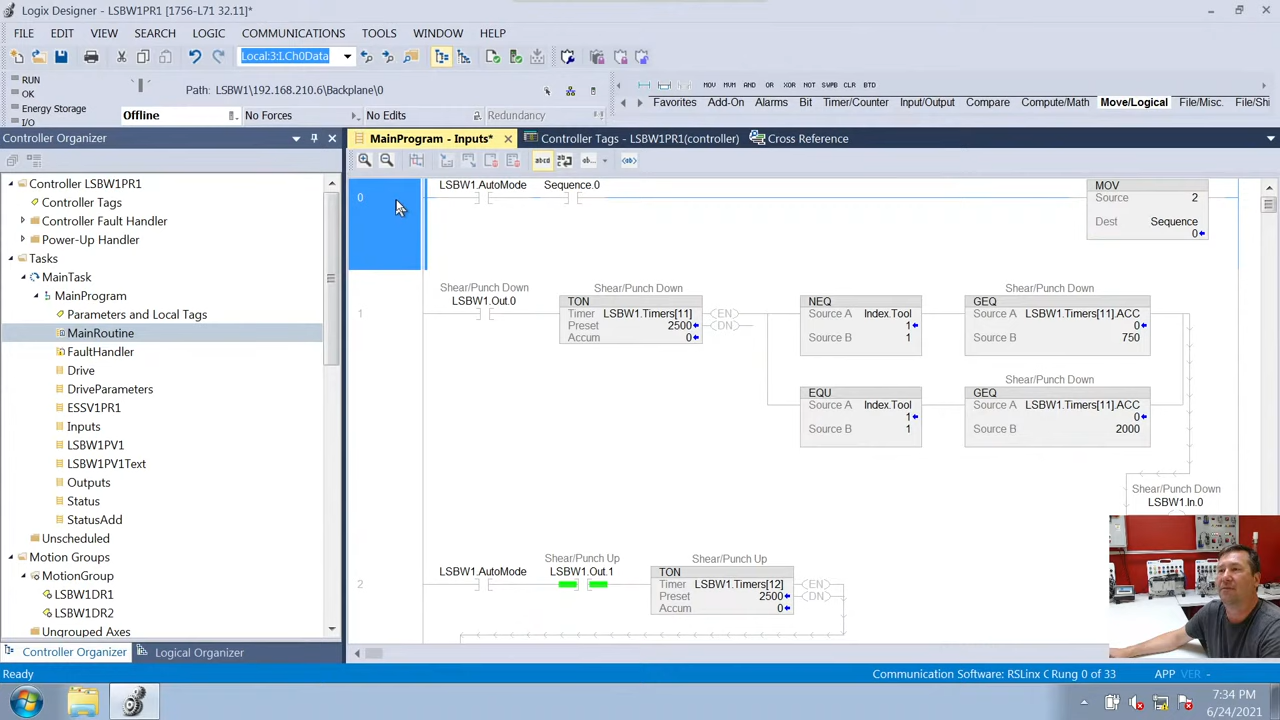 Logix Designer - LSBW1PR1 [1756-L71 32.11]*
FILE EDIT VIEW SEARCH LOGIC COMMUNICATIONS TOOLS WINDOW HELP
Local:3:I.Ch0Data
RUN
OK
Energy Storage
I/O
Path: LSBW1\192.168.210.6\Backplane\0
Offline
No Forces
No Edits
Redundancy
MOV MVM AND OR XOR NOT SWPB CLR BTD
Favorites Add-On Alarms Bit Timer/Counter Input/Output Compare Compute/Math Move/Logical File/Misc. File/Shi
Controller Organizer
Controller LSBW1PR1
Controller Tags
Controller Fault Handler
Power-Up Handler
Tasks
MainTask
MainProgram
Parameters and Local Tags
MainRoutine
FaultHandler
Drive
DriveParameters
ESSV1PR1
Inputs
LSBW1PV1
LSBW1PV1Text
Outputs
Status
StatusAdd
Unscheduled
Motion Groups
MotionGroup
LSBW1DR1
LSBW1DR2
Ungrouped Axes
Controller Organizer
Logical Organizer
MainProgram - Inputs*
Controller Tags - LSBW1PR1(controller)
Cross Reference
0
LSBW1.AutoMode
Sequence.0
MOV
Source 2
Dest Sequence
0
1
Shear/Punch Down
LSBW1.Out.0
Shear/Punch Down
TON
Timer LSBW1.Timers[11]
Preset 2500
Accum 0
EN
DN
NEQ
Source A Index.Tool
1
Source B 1
Shear/Punch Down
GEQ
Source A LSBW1.Timers[11].ACC
0
Source B 750
EQU
Source A Index.Tool
1
Source B 1
Shear/Punch Down
GEQ
Source A LSBW1.Timers[11].ACC
0
Source B 2000
Shear/Punch Down
LSBW1.In.0
2
LSBW1.AutoMode
Shear/Punch Up
LSBW1.Out.1
Shear/Punch Up
TON
Timer LSBW1.Timers[12]
Preset 2500
Accum 0
EN
DN
Ready
Communication Software: RSLinx C
Rung 0 of 33
APP VER -
7:34 PM
6/24/2021